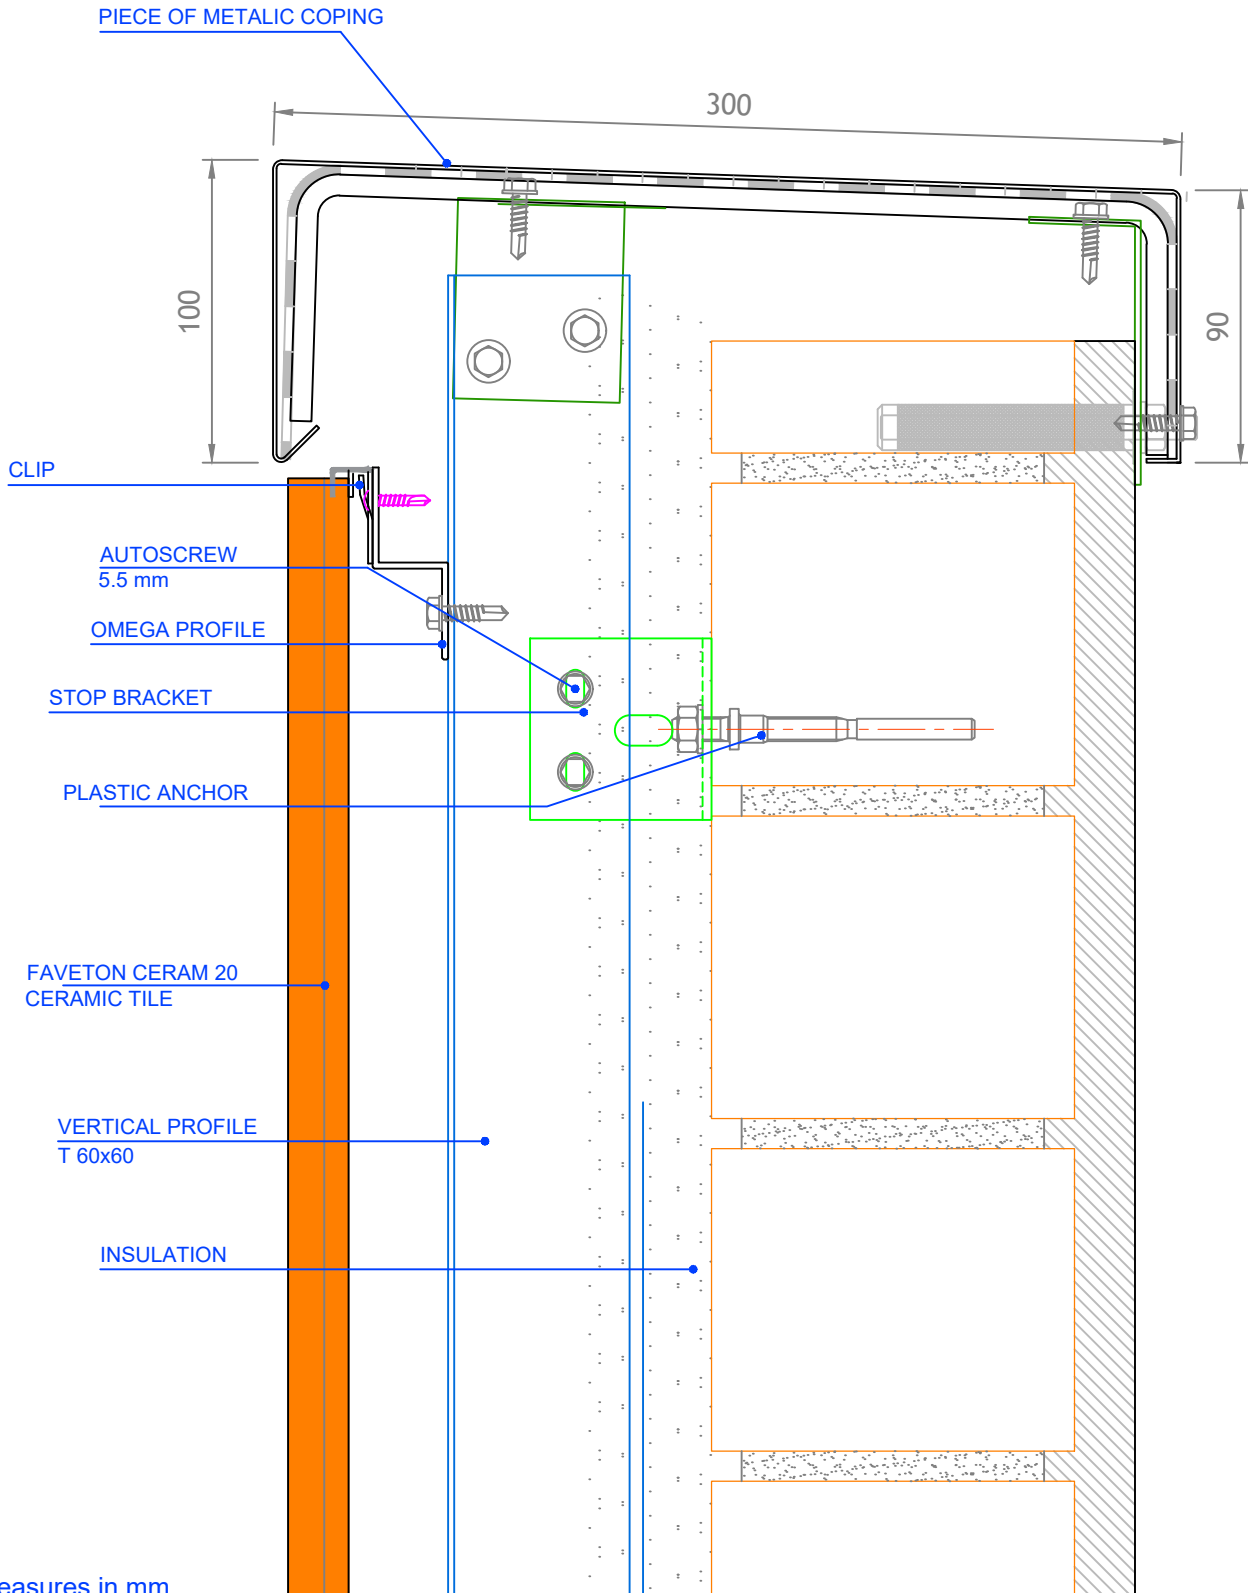 PIECE OF METALIC COPING
300
100
90
CLIP
AUTOSCREW
5.5 mm
OMEGA PROFILE
STOP BRACKET
PLASTIC ANCHOR
FAVETON CERAM 20
CERAMIC TILE
VERTICAL PROFILE
T 60x60
INSULATION
easures in mm